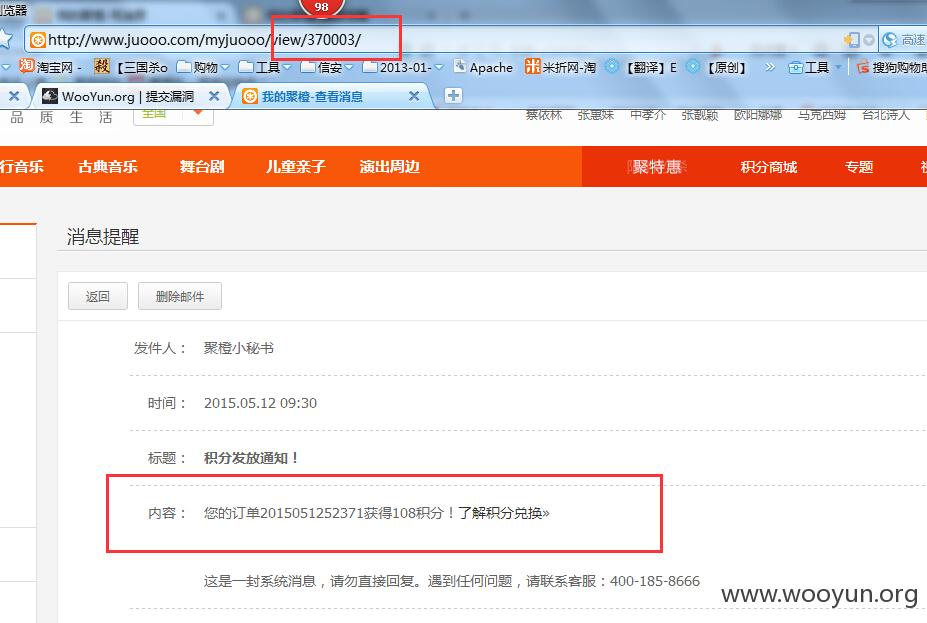 览器
98
http://www.juooo.com/myjuooo/view/370003/
高速
淘宝网 - 【三国杀o 购物 工具 信安 2013-01- Apache 米折网-淘 【翻译】E 【原创】 » 工具 搜狗购物助
WooYun.org | 提交漏洞 我的聚橙-查看消息
品 质 生 活 全国 蔡依林 张惠妹 中孝介 张靓颖 欧阳娜娜 马克西姆 台北诗人
行音乐 古典音乐 舞台剧 儿童亲子 演出周边 聚特惠 积分商城 专题
消息提醒
返回 删除邮件
发件人： 聚橙小秘书
时间： 2015.05.12 09:30
标题： 积分发放通知！
内容： 您的订单2015051252371获得108积分！了解积分兑换»
这是一封系统消息，请勿直接回复。遇到任何问题，请联系客服：400-185-8666
www.wooyun.org